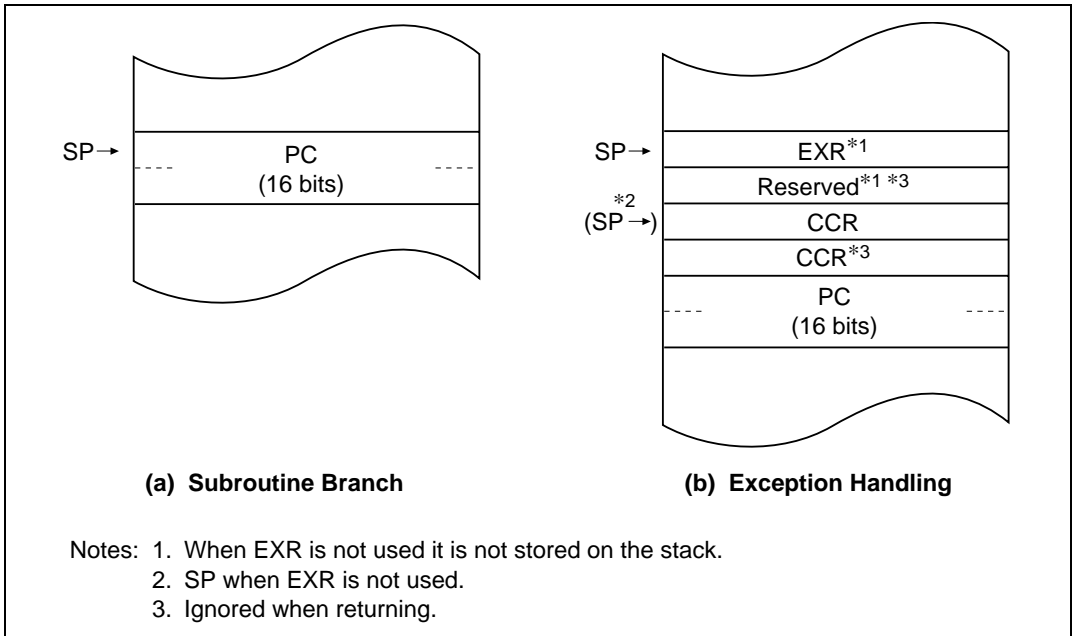 SP→
PC
(16 bits)
(a) Subroutine Branch
SP→
EXR*1
Reserved*1 *3
*2
(SP→)
CCR
CCR*3
PC
(16 bits)
(b) Exception Handling
Notes: 1. When EXR is not used it is not stored on the stack.
2. SP when EXR is not used.
3. Ignored when returning.